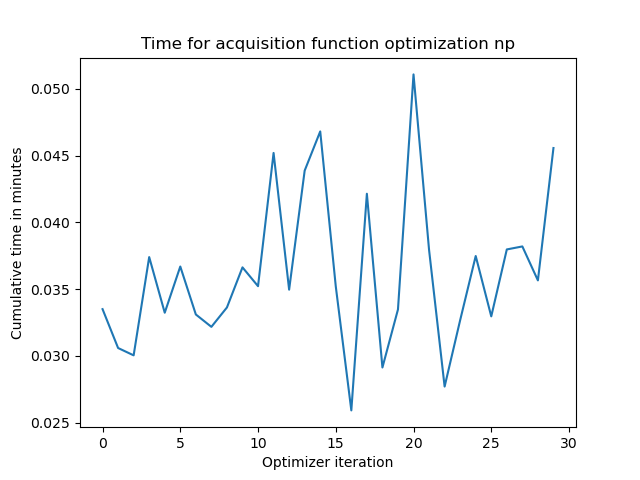 Time for acquisition function optimization np
0.050
0.045
0.040
0.035
0.030
0.025
Cumulative time in minutes
0 5 10 15 20 25 30
Optimizer iteration